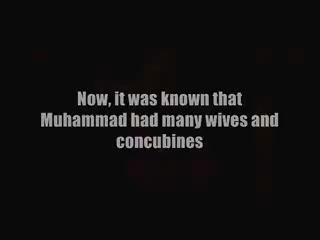 Now, it was known that
Muhammad had many wives and
concubines